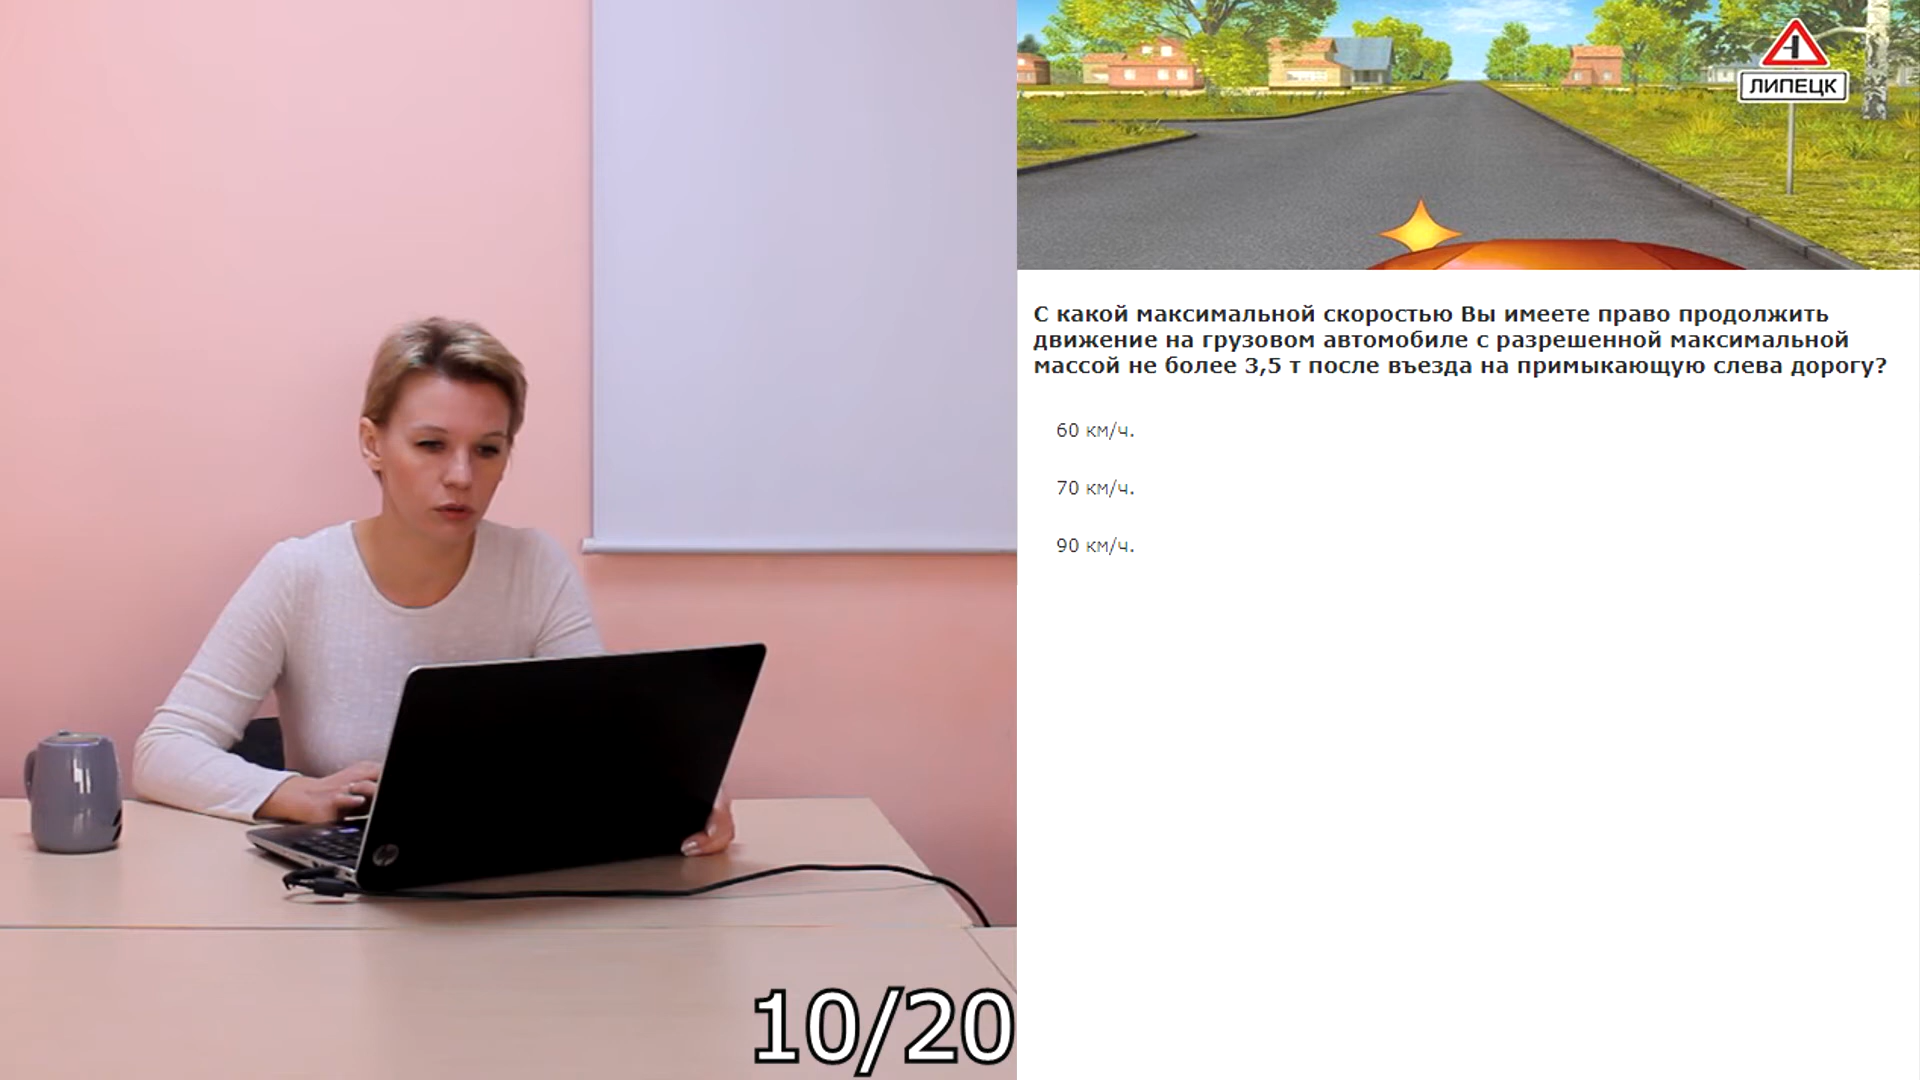 ЛИПЕЦК
С какой максимальной скоростью Вы имеете право продолжить
движение на грузовом автомобиле с разрешенной максимальной
массой не более 3,5 т после въезда на примыкающую слева дорогу?
60 км/ч.
70 км/ч.
90 км/ч.
hp
10/20